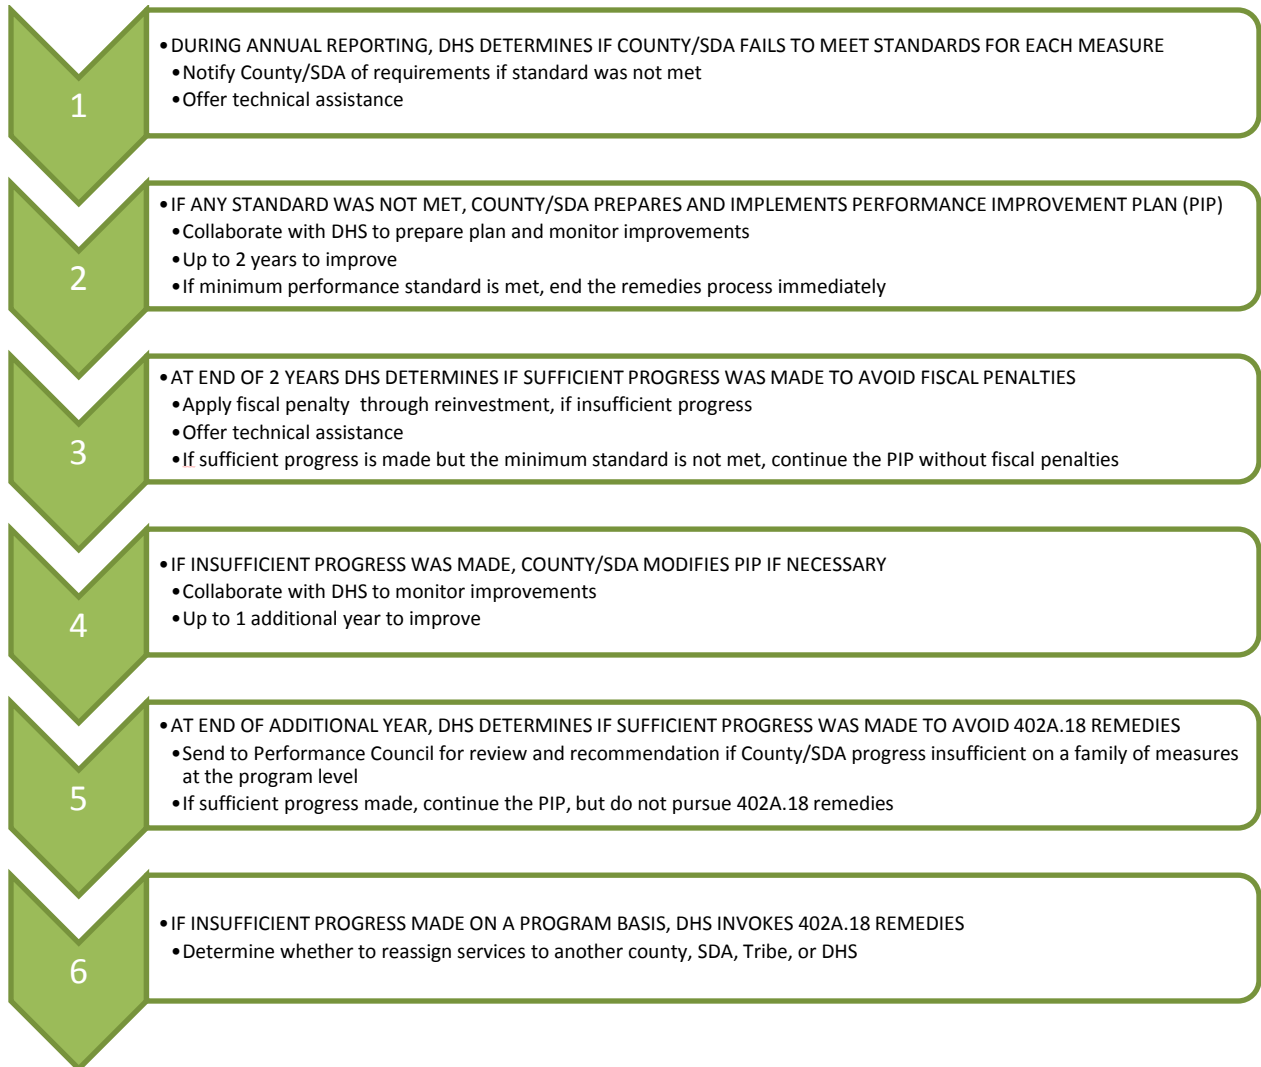 1
•DURING ANNUAL REPORTING, DHS DETERMINES IF COUNTY/SDA FAILS TO MEET STANDARDS FOR EACH MEASURE
•Notify County/SDA of requirements if standard was not met
•Offer technical assistance
2
•IF ANY STANDARD WAS NOT MET, COUNTY/SDA PREPARES AND IMPLEMENTS PERFORMANCE IMPROVEMENT PLAN (PIP)
•Collaborate with DHS to prepare plan and monitor improvements
•Up to 2 years to improve
•If minimum performance standard is met, end the remedies process immediately
3
•AT END OF 2 YEARS DHS DETERMINES IF SUFFICIENT PROGRESS WAS MADE TO AVOID FISCAL PENALTIES
•Apply fiscal penalty through reinvestment, if insufficient progress
•Offer technical assistance
•If sufficient progress is made but the minimum standard is not met, continue the PIP without fiscal penalties
4
•IF INSUFFICIENT PROGRESS WAS MADE, COUNTY/SDA MODIFIES PIP IF NECESSARY
•Collaborate with DHS to monitor improvements
•Up to 1 additional year to improve
5
•AT END OF ADDITIONAL YEAR, DHS DETERMINES IF SUFFICIENT PROGRESS WAS MADE TO AVOID 402A.18 REMEDIES
•Send to Performance Council for review and recommendation if County/SDA progress insufficient on a family of measures
at the program level
•If sufficient progress made, continue the PIP, but do not pursue 402A.18 remedies
6
•IF INSUFFICIENT PROGRESS MADE ON A PROGRAM BASIS, DHS INVOKES 402A.18 REMEDIES
•Determine whether to reassign services to another county, SDA, Tribe, or DHS